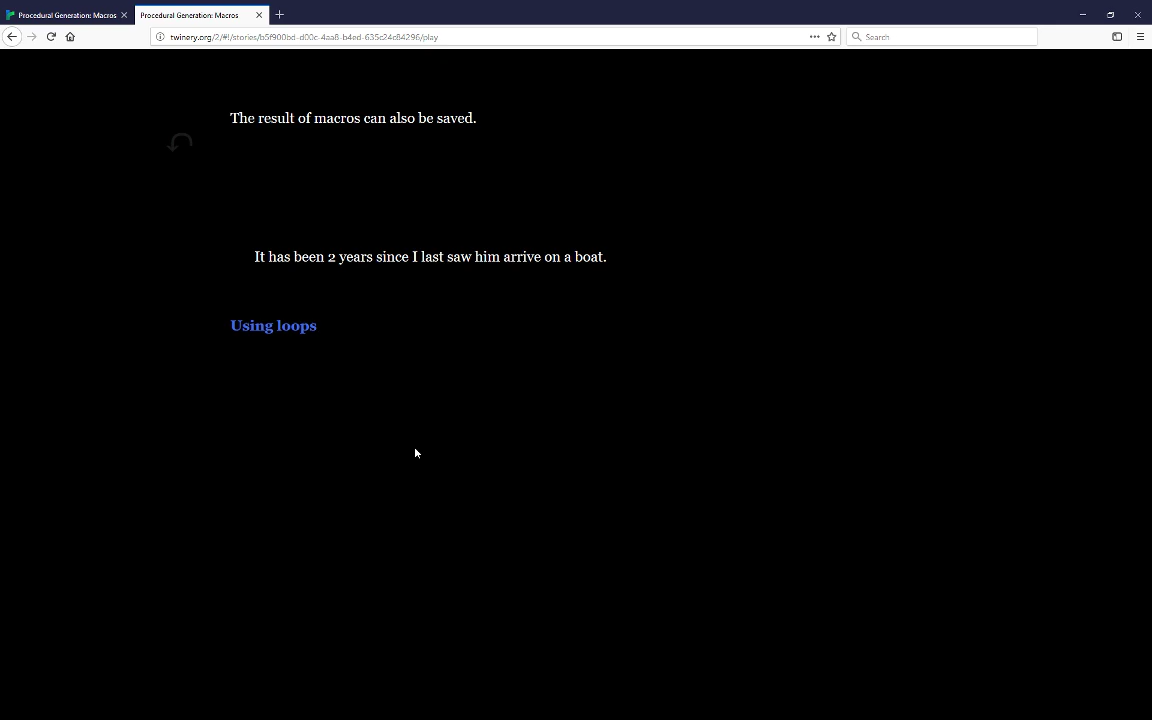 Procedural Generation: Macros
Procedural Generation: Macros
twinery.org/2/#!/stories/b5f900bd-d00c-4aa8-b4ed-635c24c84296/play
Search
The result of macros can also be saved.
It has been 2 years since I last saw him arrive on a boat.
Using loops